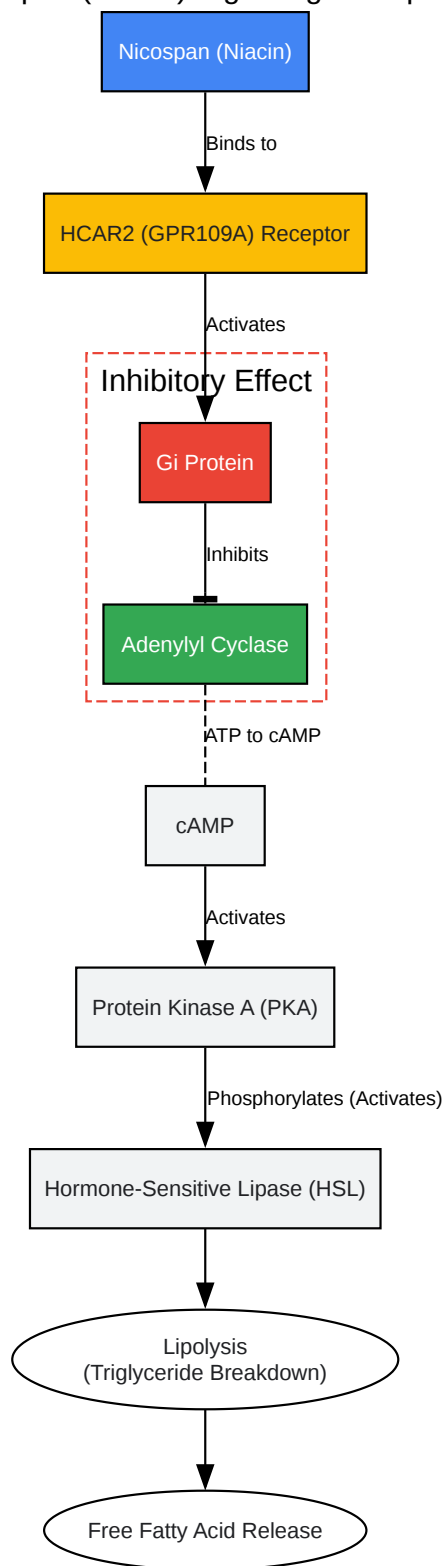 Nicospan (Niacin)
Binds to
HCAR2 (GPR109A) Receptor
Activates
Inhibitory Effect
Gi Protein
Inhibits
Adenylyl Cyclase
ATP to cAMP
cAMP
Activates
Protein Kinase A (PKA)
Phosphorylates (Activates)
Hormone-Sensitive Lipase (HSL)
Lipolysis
(Triglyceride Breakdown)
Free Fatty Acid Release